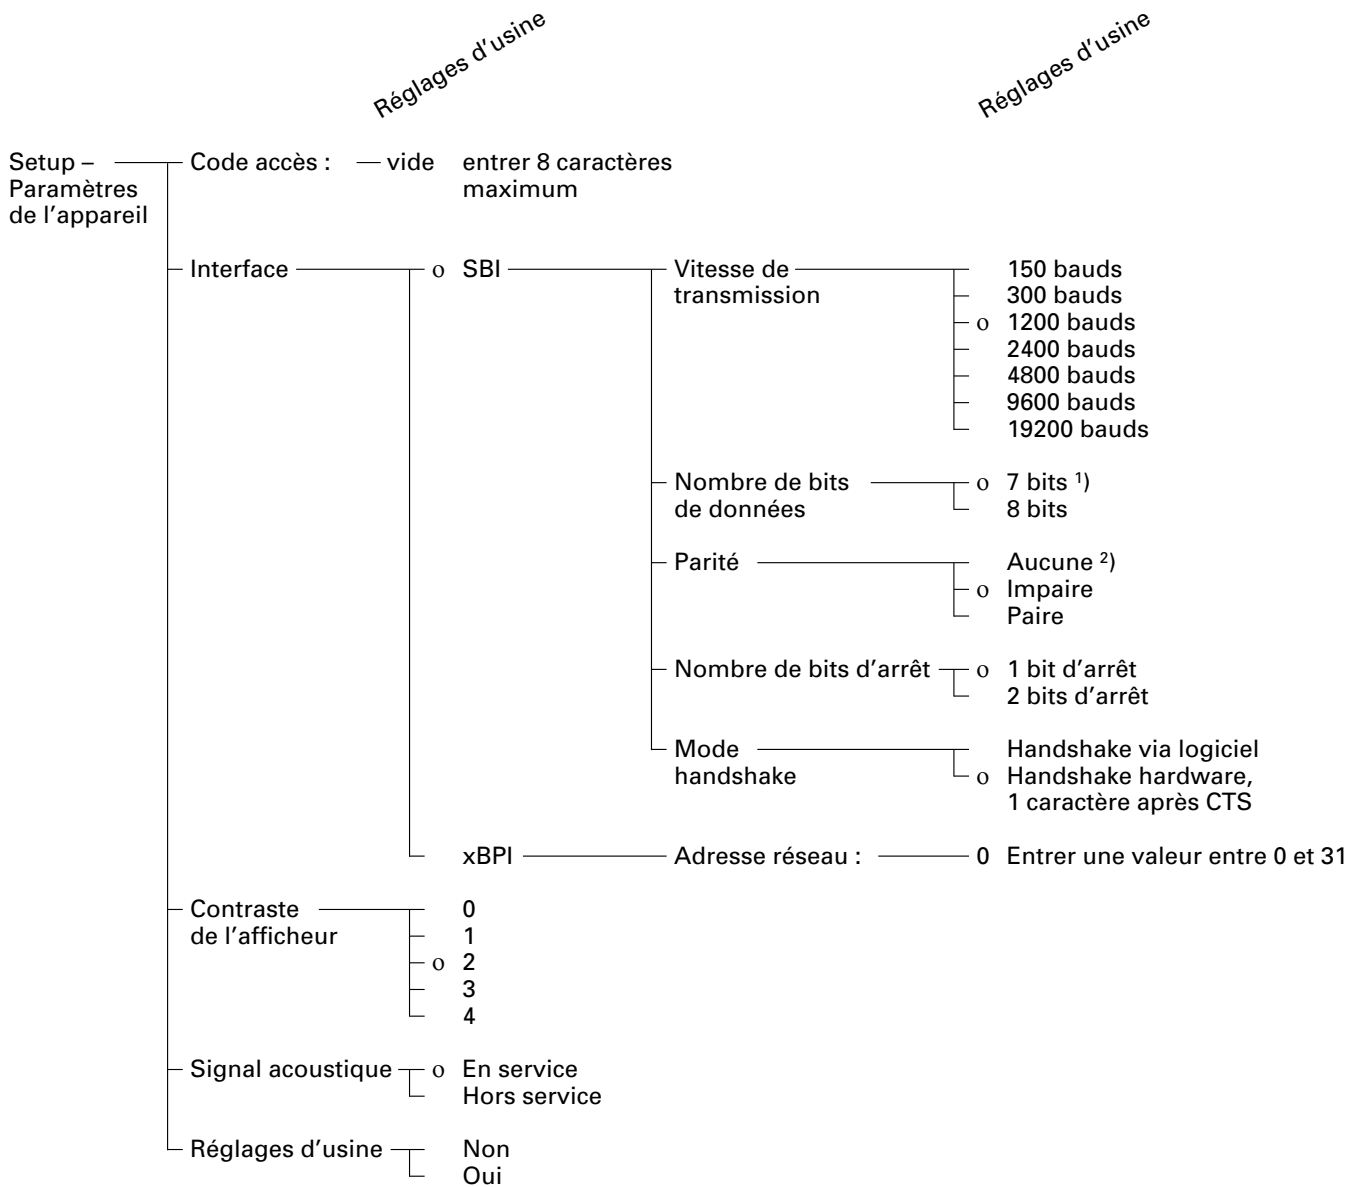 Réglages d'usine
Réglages d'usine
Setup –
Paramètres
de l'appareil
Code accès :
vide
entrer 8 caractères
maximum
Interface
o SBI
Vitesse de
transmission
150 bauds
300 bauds
o 1200 bauds
2400 bauds
4800 bauds
9600 bauds
19200 bauds
Nombre de bits
de données
o 7 bits ¹)
8 bits
Parité
Aucune ²)
o Impaire
Paire
Nombre de bits d'arrêt
o 1 bit d'arrêt
2 bits d'arrêt
Mode
handshake
Handshake via logiciel
o Handshake hardware,
1 caractère après CTS
xBPI
Adresse réseau :
0 Entrer une valeur entre 0 et 31
Contraste
de l'afficheur
0
1
o 2
3
4
Signal acoustique
o En service
Hors service
Réglages d'usine
Non
Oui